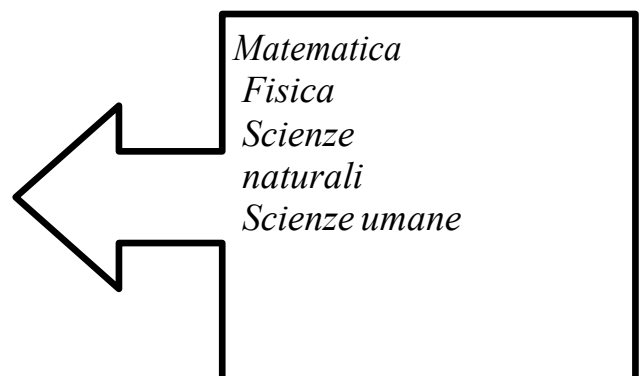 Matematica
Fisica
Scienze
naturali
Scienze umane